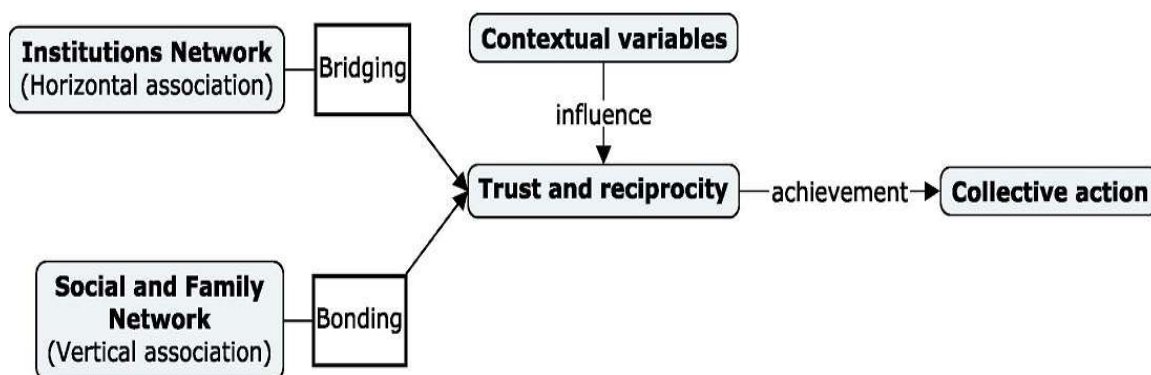 Institutions Network
(Horizontal association)
Bridging
Contextual variables
influence
Trust and reciprocity
achievement
Collective action
Social and Family
Network
(Vertical association)
Bonding